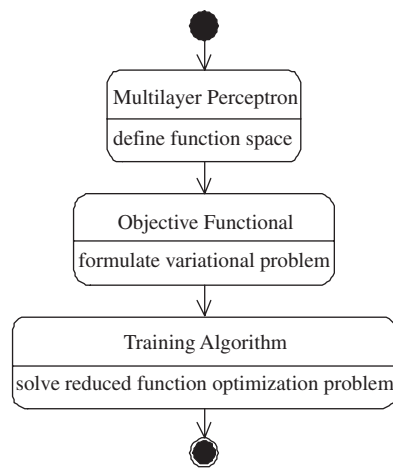 Multilayer Perceptron
define function space
Objective Functional
formulate variational problem
Training Algorithm
solve reduced function optimization problem